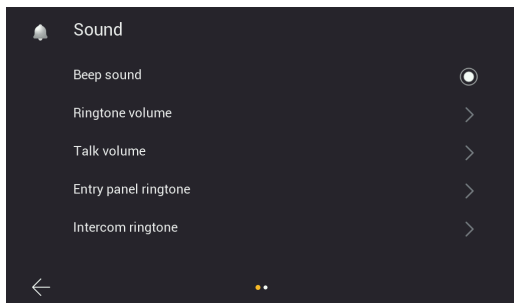 Sound
Beep sound
Ringtone volume
Talk volume
Entry panel ringtone
Intercom ringtone